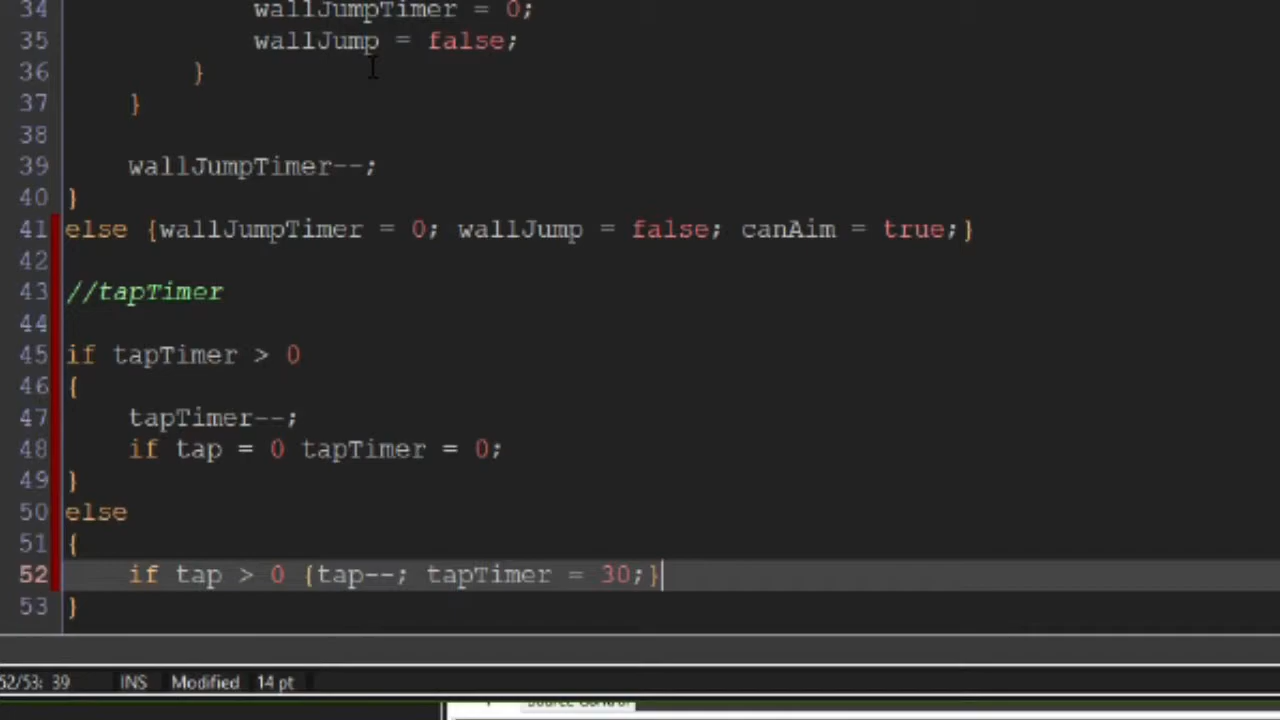 34 wallJumpTimer = 0;
35 wallJump = false;
36 }
37 }
38
39 wallJumpTimer--;
40 }
41 else {wallJumpTimer = 0; wallJump = false; canAim = true;}
42
43 //tapTimer
44
45 if tapTimer > 0
46 {
47 tapTimer--;
48 if tap = 0 tapTimer = 0;
49 }
50 else
51 {
52 if tap > 0 {tap--; tapTimer = 30;}
53 }
52/53: 39 INS Modified 14 pt
Source Control